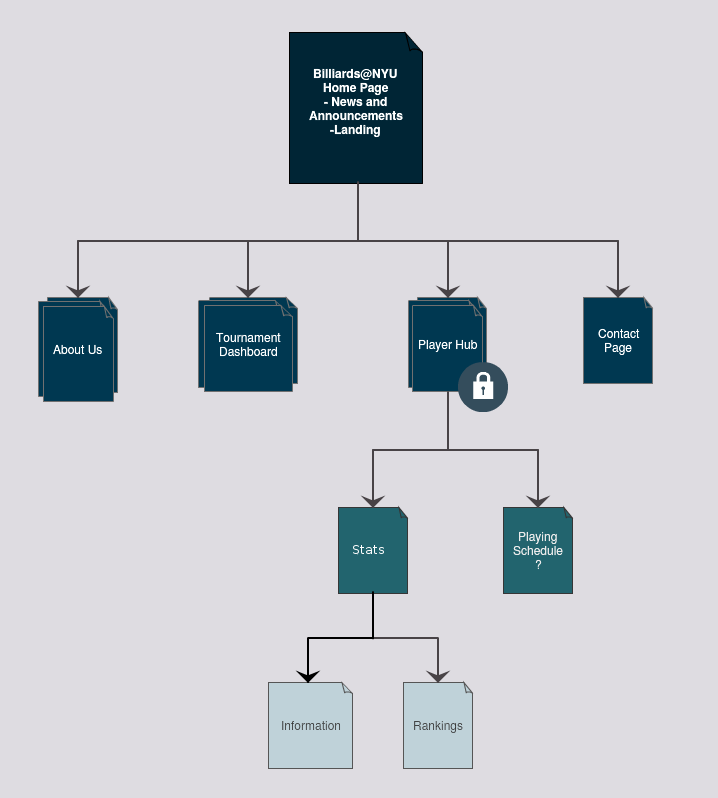 Billiards@NYU
Home Page
- News and
Announcements
-Landing
About Us
Tournament
Dashboard
Player Hub
Contact
Page
Stats
Playing
Schedule
?
Information
Rankings